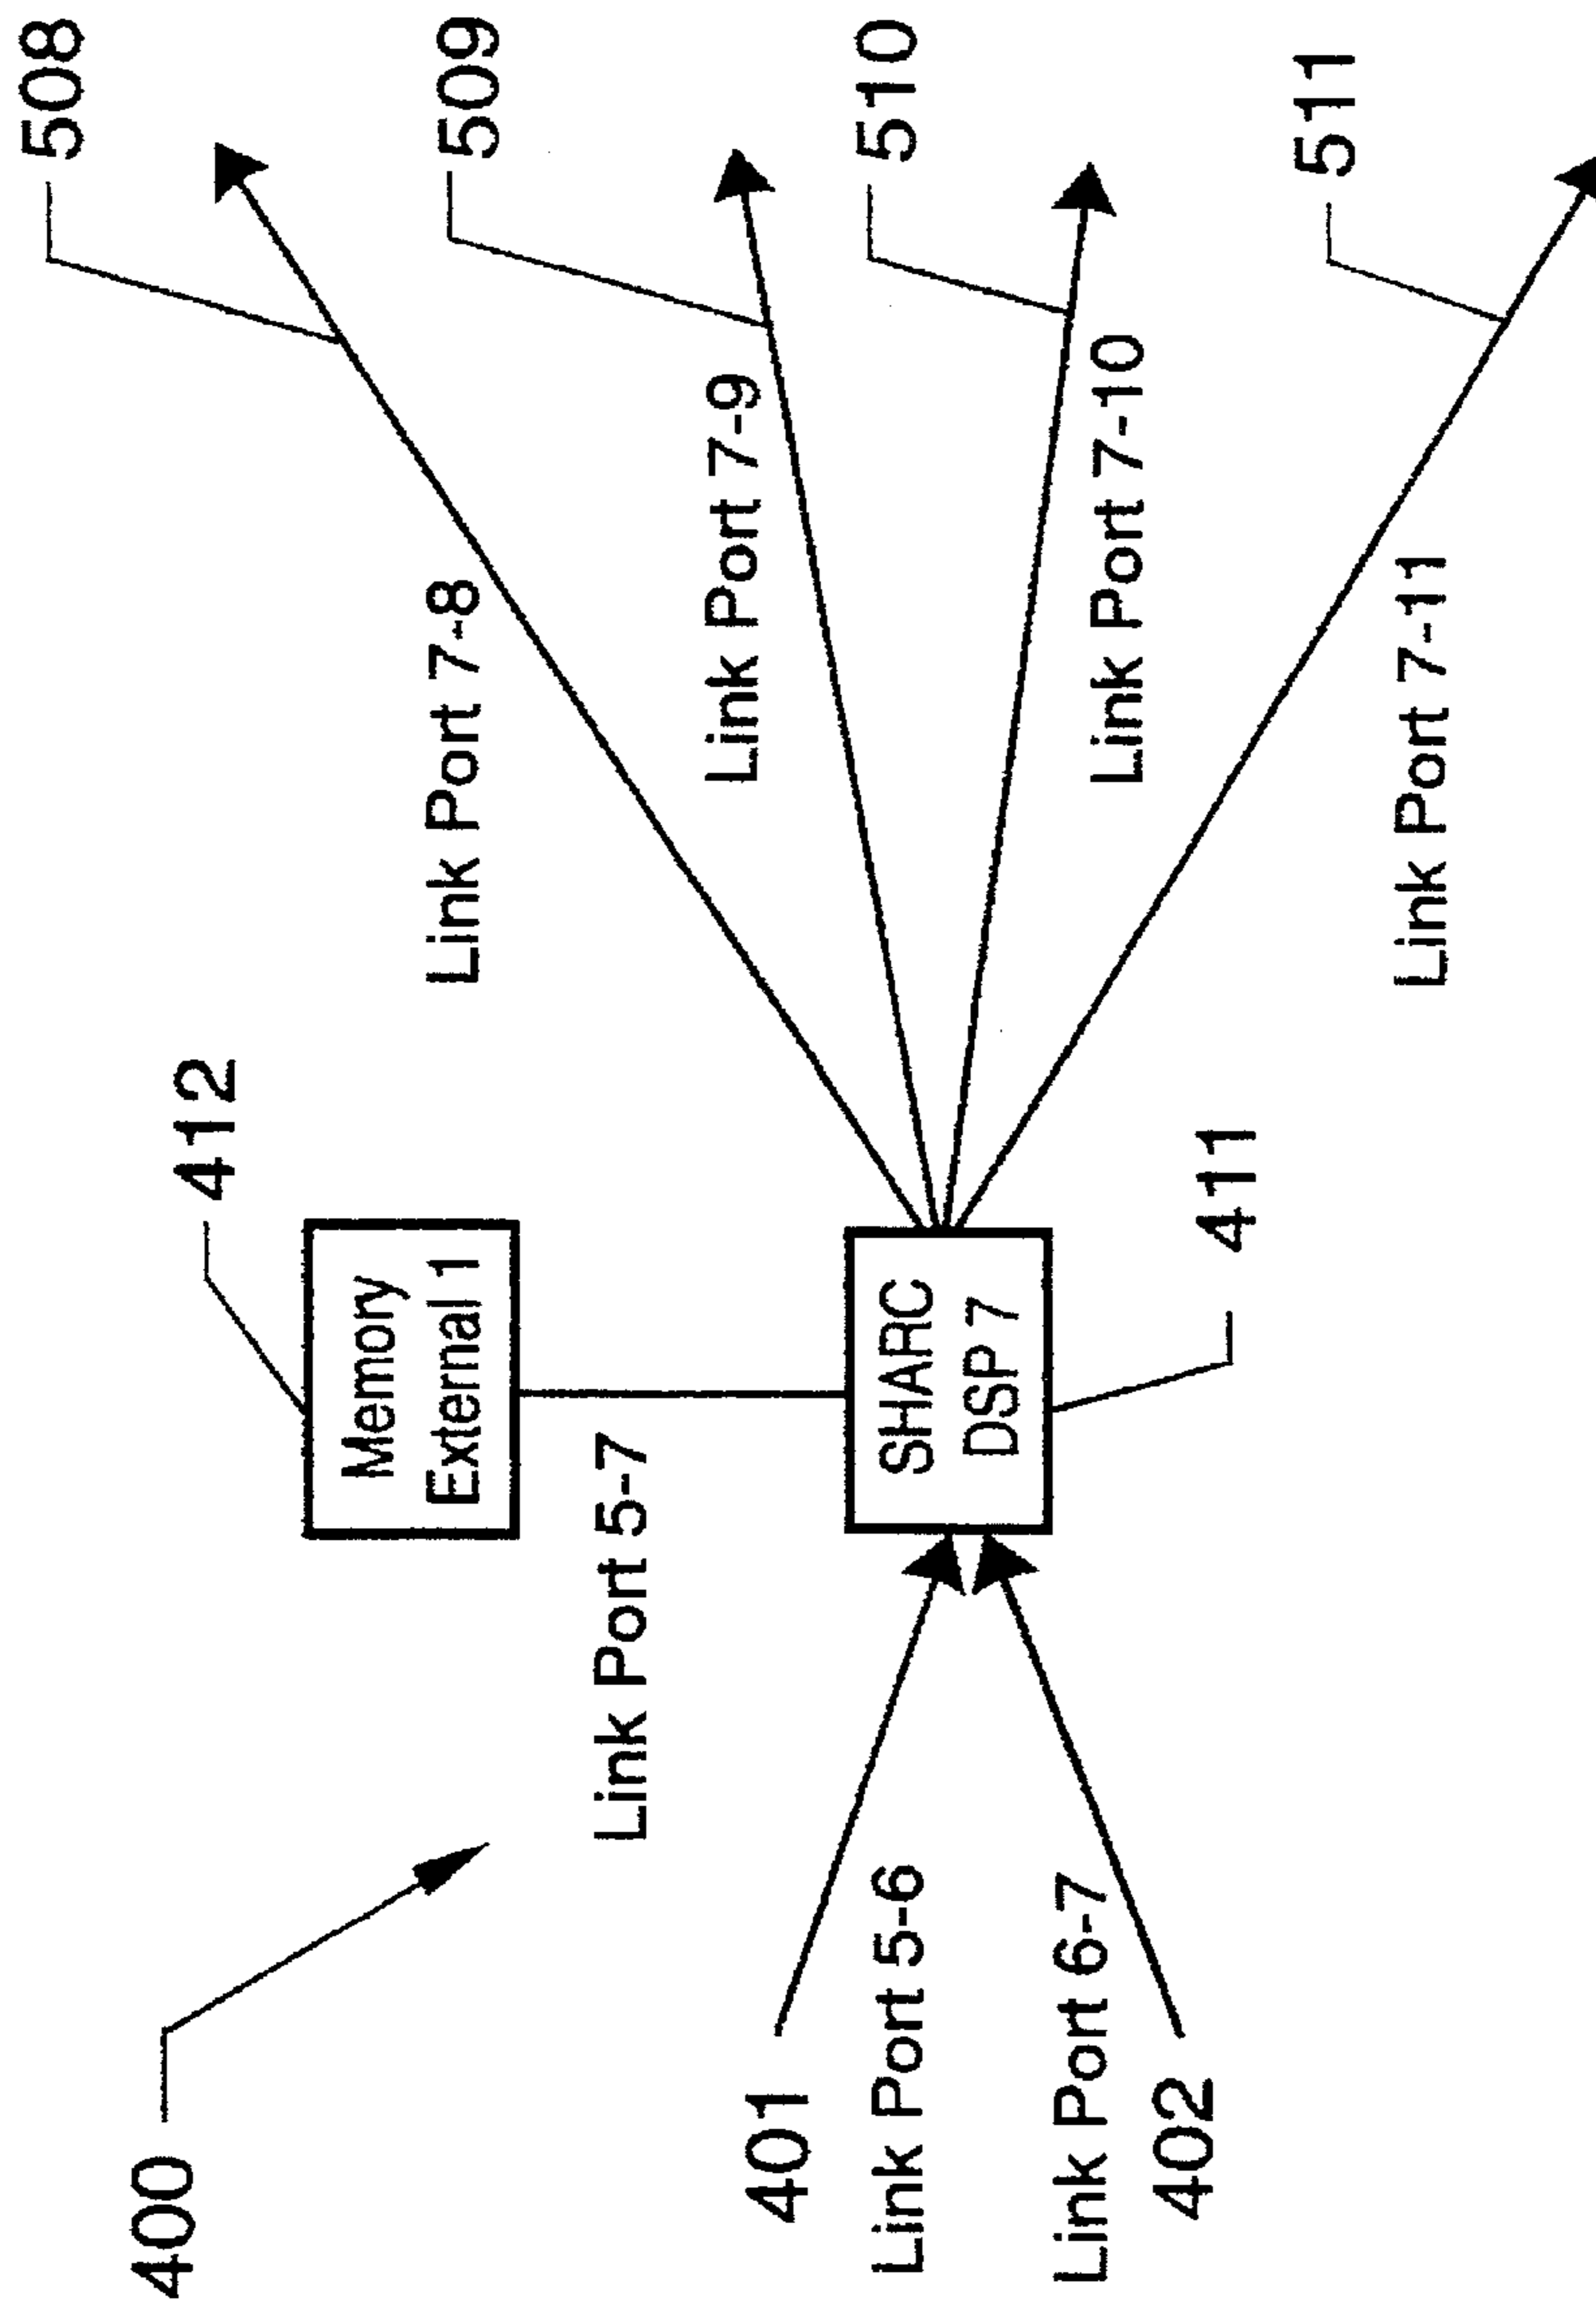 400
412
508
509
510
511
Memory
External 1
Link Port 5-7
Link Port 7-8
Link Port 7-9
Link Port 7-10
Link Port 7-11
401
Link Port 5-6
Link Port 6-7
402
SHARC
DSP 7
411